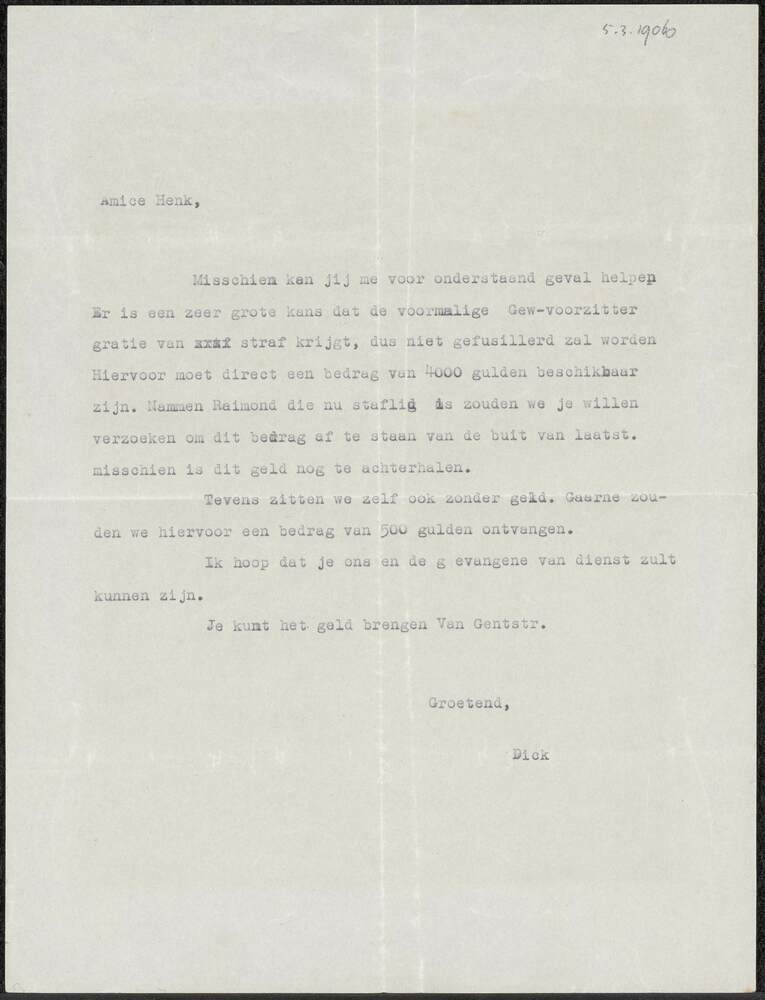 5.3.1960
Amice Henk,
Misschien kan jij me voor onderstaand geval helpen
Er is een zeer grote kans dat de voormalige Gew-voorzitter
gratie van straf krijgt, dus niet gefusillerd zal worden
Hiervoor moet direct een bedrag van 4000 gulden beschikbaar
zijn. Nammen Raimond die nu staflid is zouden we je willen
verzoeken om dit bedrag af te staan van de buit van laatst.
misschien is dit geld nog te achterhalen.
Tevens zitten we zelf ook zonder geld. Gaarne zou-
den we hiervoor een bedrag van 500 gulden ontvangen.
Ik hoop dat je ons en de g evangene van dienst zult
kunnen zijn.
Je kunt het geld brengen Van Gentstr.
Groetend,
Dick